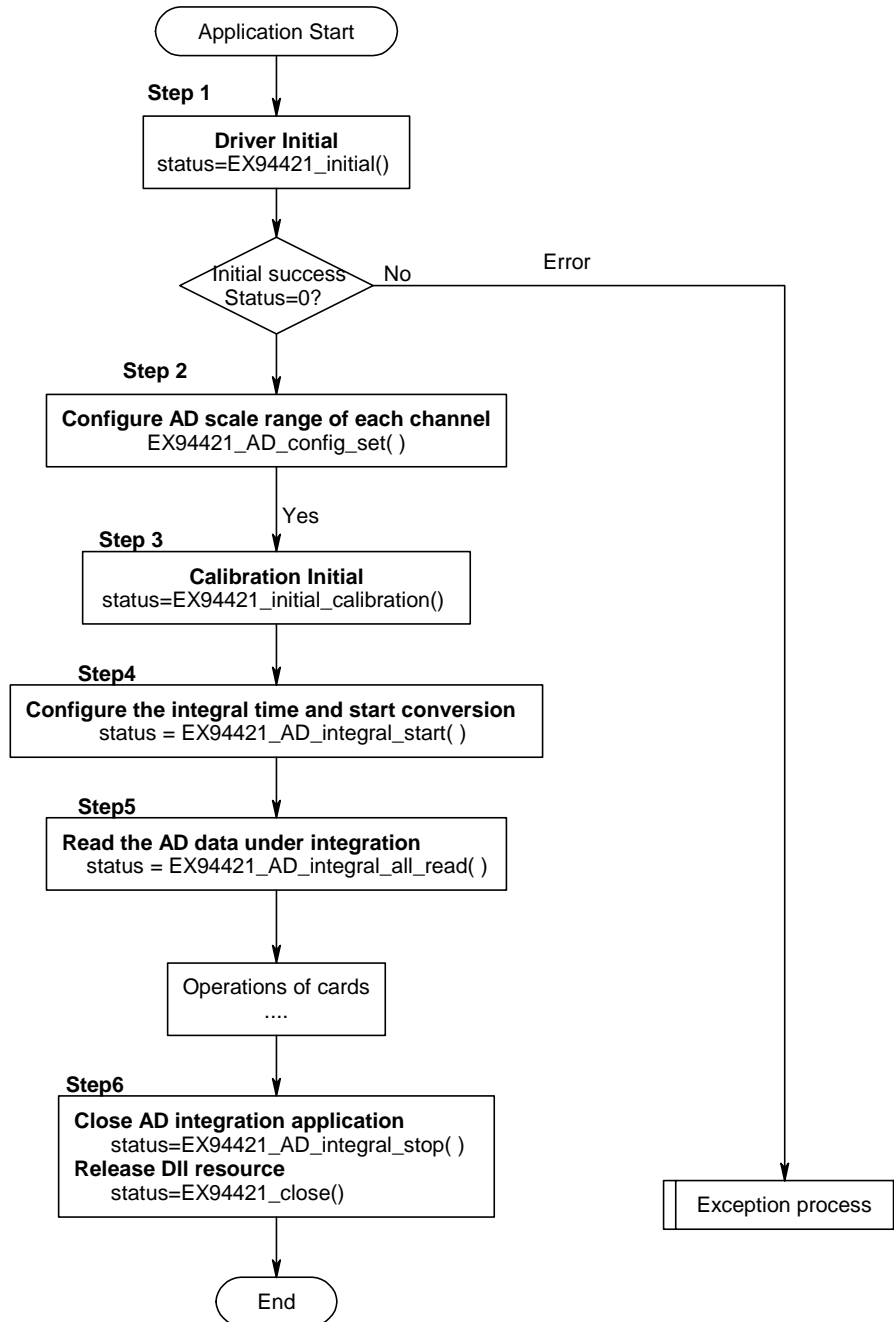 Application Start
Step 1
Driver Initial
status=EX94421_initial()
Initial success
Status=0?
No
Error
Step 2
Configure AD scale range of each channel
EX94421_AD_config_set( )
Yes
Step 3
Calibration Initial
status=EX94421_initial_calibration()
Step4
Configure the integral time and start conversion
status = EX94421_AD_integral_start( )
Step5
Read the AD data under integration
status = EX94421_AD_integral_all_read( )
Operations of cards
....
Step6
Close AD integration application
status=EX94421_AD_integral_stop( )
Release Dll resource
status=EX94421_close()
Exception process
End